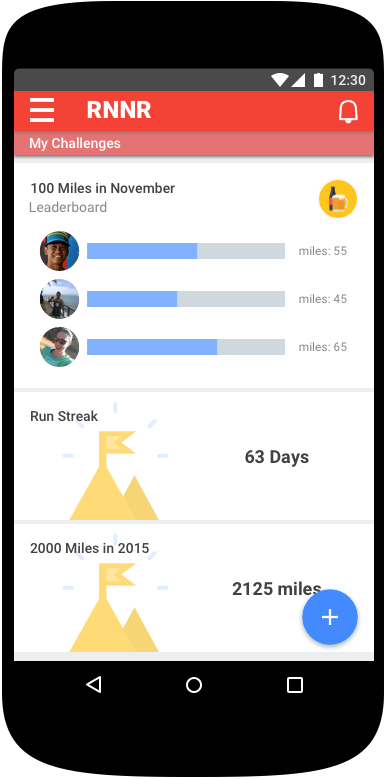 12:30
RNNR
My Challenges
100 Miles in November
Leaderboard
miles: 55
miles: 45
miles: 65
Run Streak
63 Days
2000 Miles in 2015
2125 miles